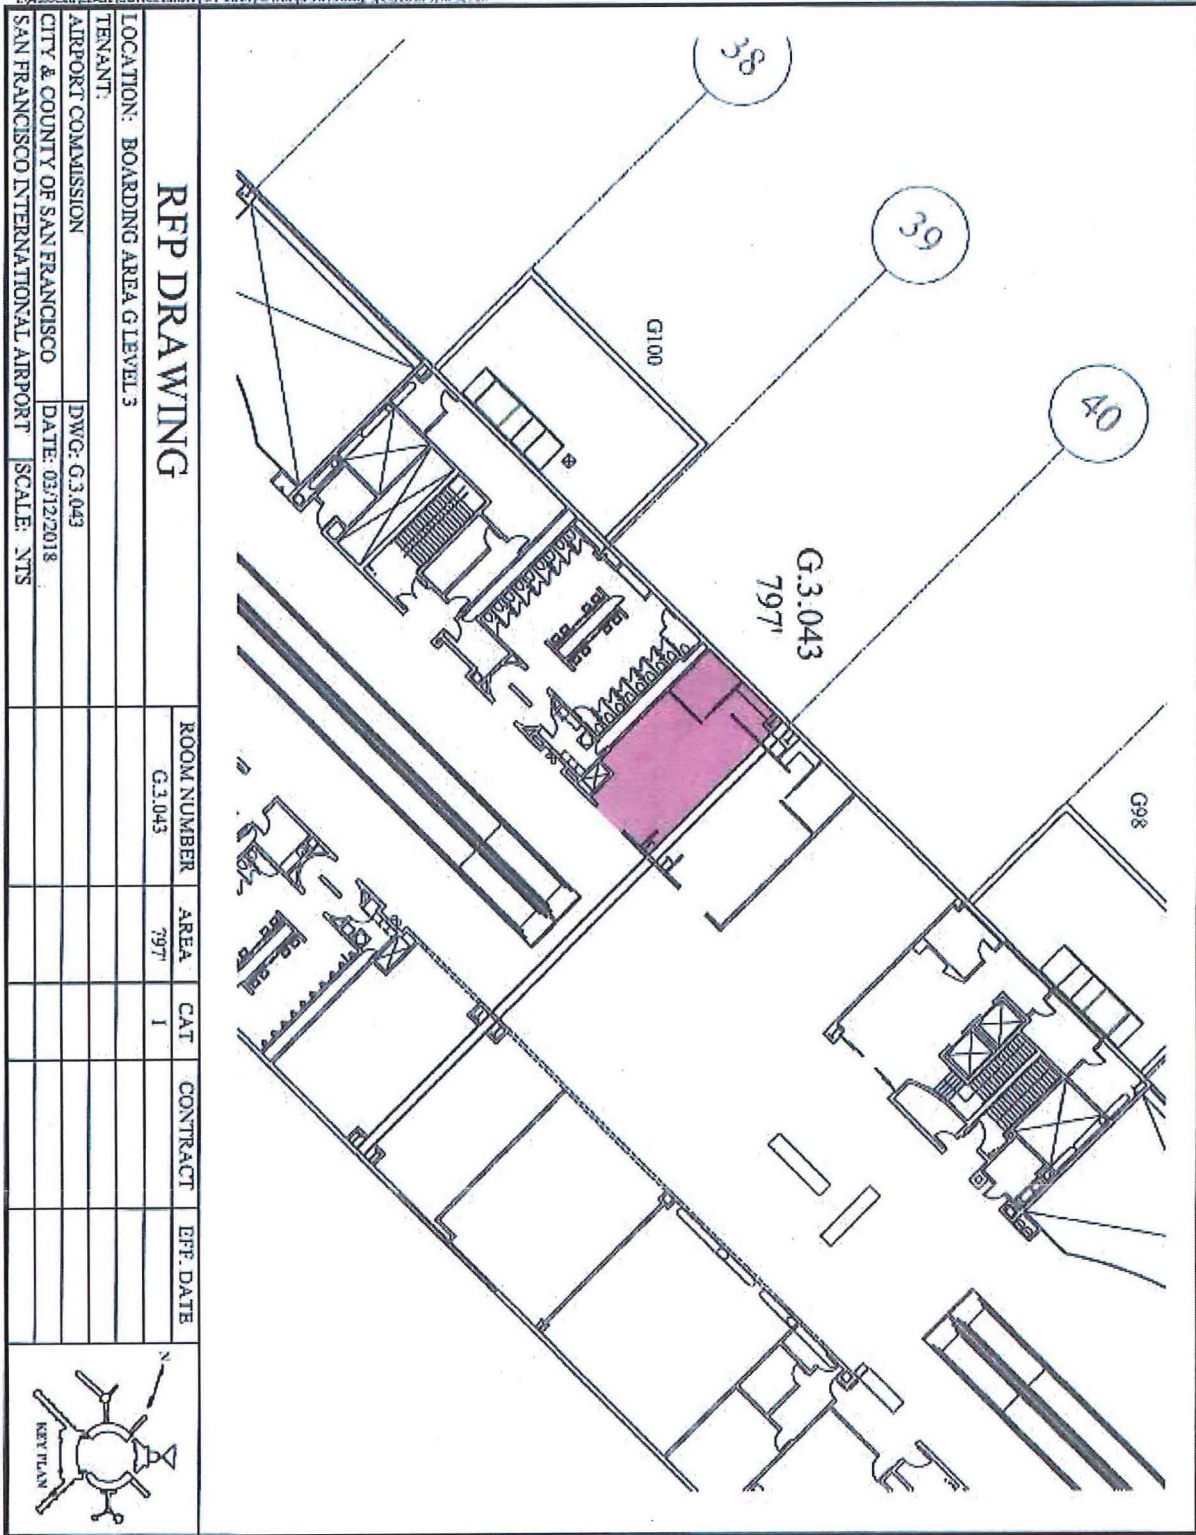 38
39
40
G100
G.3.043
797'
G98
RFP DRAWING
LOCATION: BOARDING AREA G LEVEL 3
TENANT:
AIRPORT COMMISSION
DWG: G.3.043
CITY & COUNTY OF SAN FRANCISCO
DATE: 03/12/2018
SAN FRANCISCO INTERNATIONAL AIRPORT
SCALE: NTS
ROOM NUMBER AREA CAT CONTRACT EFF. DATE
G.3.043 797' 1
N
KEY PLAN